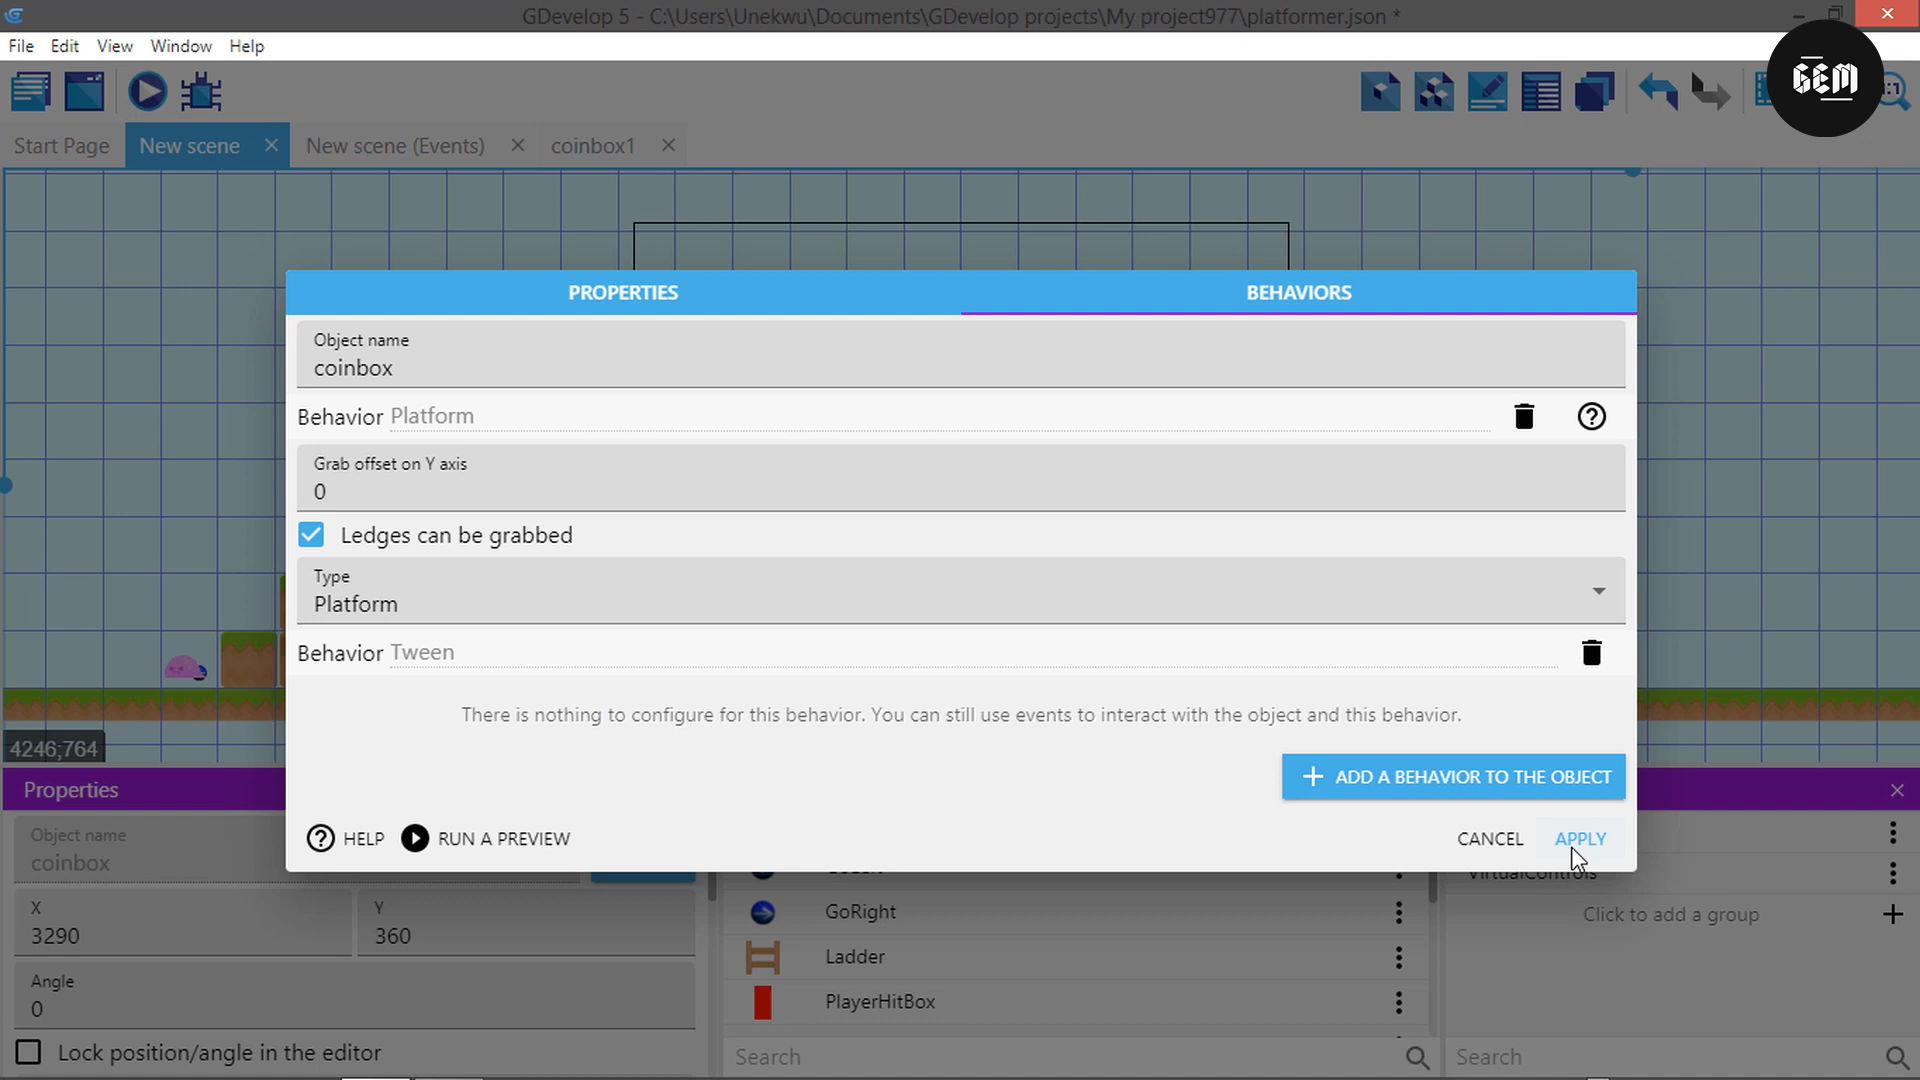 GDevelop 5 - C:\Users\Unekwu\Documents\GDevelop projects\My project977\platformer.json *
File Edit View Window Help
GEM
Start Page New scene New scene (Events) coinbox1
PROPERTIES BEHAVIORS
Object name
coinbox
Behavior Platform
Grab offset on Y axis
0
Ledges can be grabbed
Type
Platform
Behavior Tween
There is nothing to configure for this behavior. You can still use events to interact with the object and this behavior.
4246;764
ADD A BEHAVIOR TO THE OBJECT
Properties
HELP RUN A PREVIEW CANCEL APPLY
Object name
coinbox
VirtualControls
X Y
3290 360
GoRight
Click to add a group
Ladder
Angle
0
PlayerHitBox
Lock position/angle in the editor
Search
Search